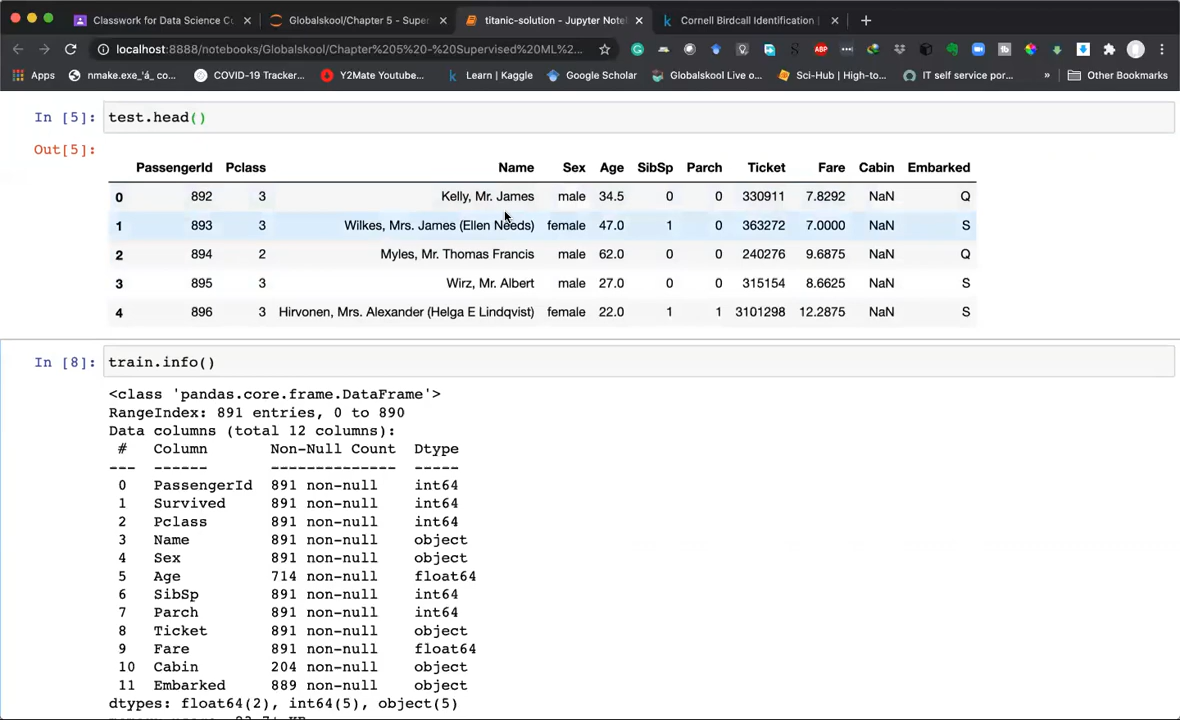 Classwork for Data Science Co
Globalskool/Chapter 5 - Super
titanic-solution - Jupyter Noteb
Cornell Birdcall Identification
localhost:8888/notebooks/Globalskool/Chapter%205%20-%20Supervised%20ML%2...
Apps nmake.exe'á_ co... COVID-19 Tracker... Y2Mate Youtube... Learn | Kaggle Google Scholar Globalskool Live o... Sci-Hub | High-to... IT self service por... » Other Bookmarks
In [5]: test.head()
Out[5]:
PassengerId Pclass Name Sex Age SibSp Parch Ticket Fare Cabin Embarked
0 892 3 Kelly, Mr. James male 34.5 0 0 330911 7.8292 NaN Q
1 893 3 Wilkes, Mrs. James (Ellen Needs) female 47.0 1 0 363272 7.0000 NaN S
2 894 2 Myles, Mr. Thomas Francis male 62.0 0 0 240276 9.6875 NaN Q
3 895 3 Wirz, Mr. Albert male 27.0 0 0 315154 8.6625 NaN S
4 896 3 Hirvonen, Mrs. Alexander (Helga E Lindqvist) female 22.0 1 1 3101298 12.2875 NaN S
In [8]: train.info()
<class 'pandas.core.frame.DataFrame'>
RangeIndex: 891 entries, 0 to 890
Data columns (total 12 columns):
# Column Non-Null Count Dtype
--- ------ -------------- -----
0 PassengerId 891 non-null int64
1 Survived 891 non-null int64
2 Pclass 891 non-null int64
3 Name 891 non-null object
4 Sex 891 non-null object
5 Age 714 non-null float64
6 SibSp 891 non-null int64
7 Parch 891 non-null int64
8 Ticket 891 non-null object
9 Fare 891 non-null float64
10 Cabin 204 non-null object
11 Embarked 889 non-null object
dtypes: float64(2), int64(5), object(5)